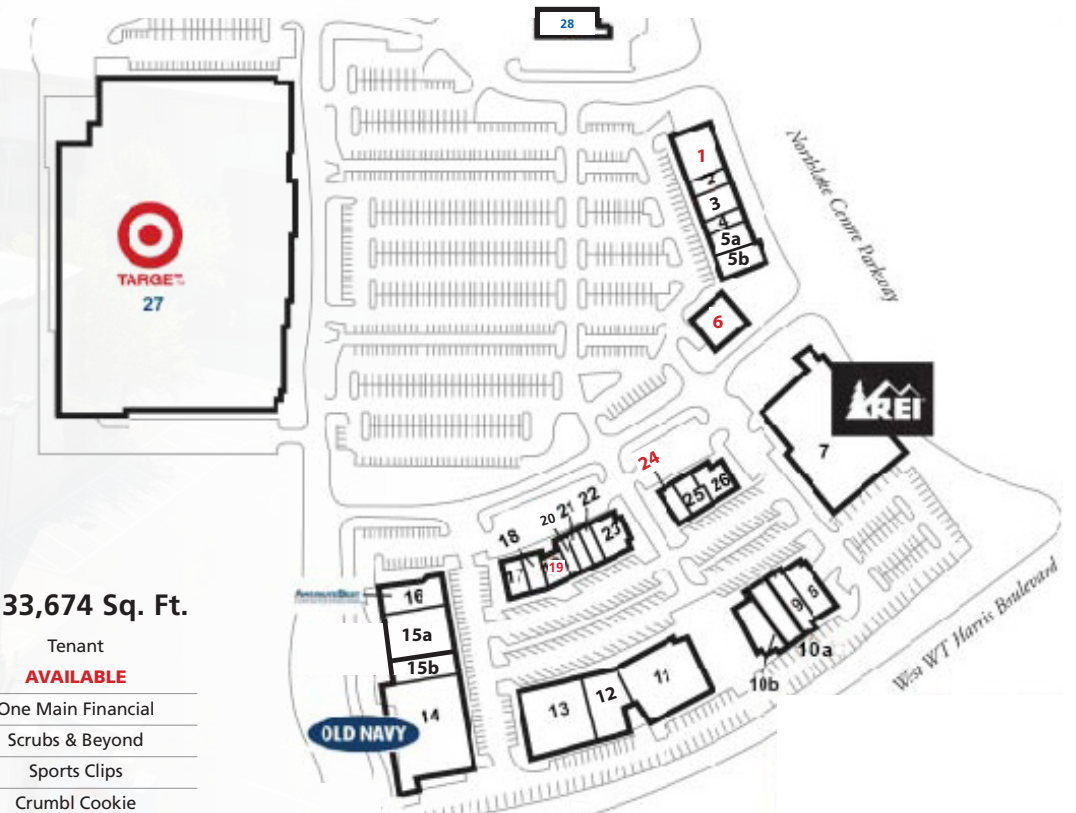 28
1
2
3
4
5a
5b
Northlake Centre Parkway
TARGET
27
6
REI
7
24
25
26
18
20
21
22
23
17
19
16
15a
15b
14
OLD NAVY
13
12
11
8
9
10a
10b
West WT Harris Boulevard
33,674 Sq. Ft.
Tenant
AVAILABLE
One Main Financial
Scrubs & Beyond
Sports Clips
Crumbl Cookie